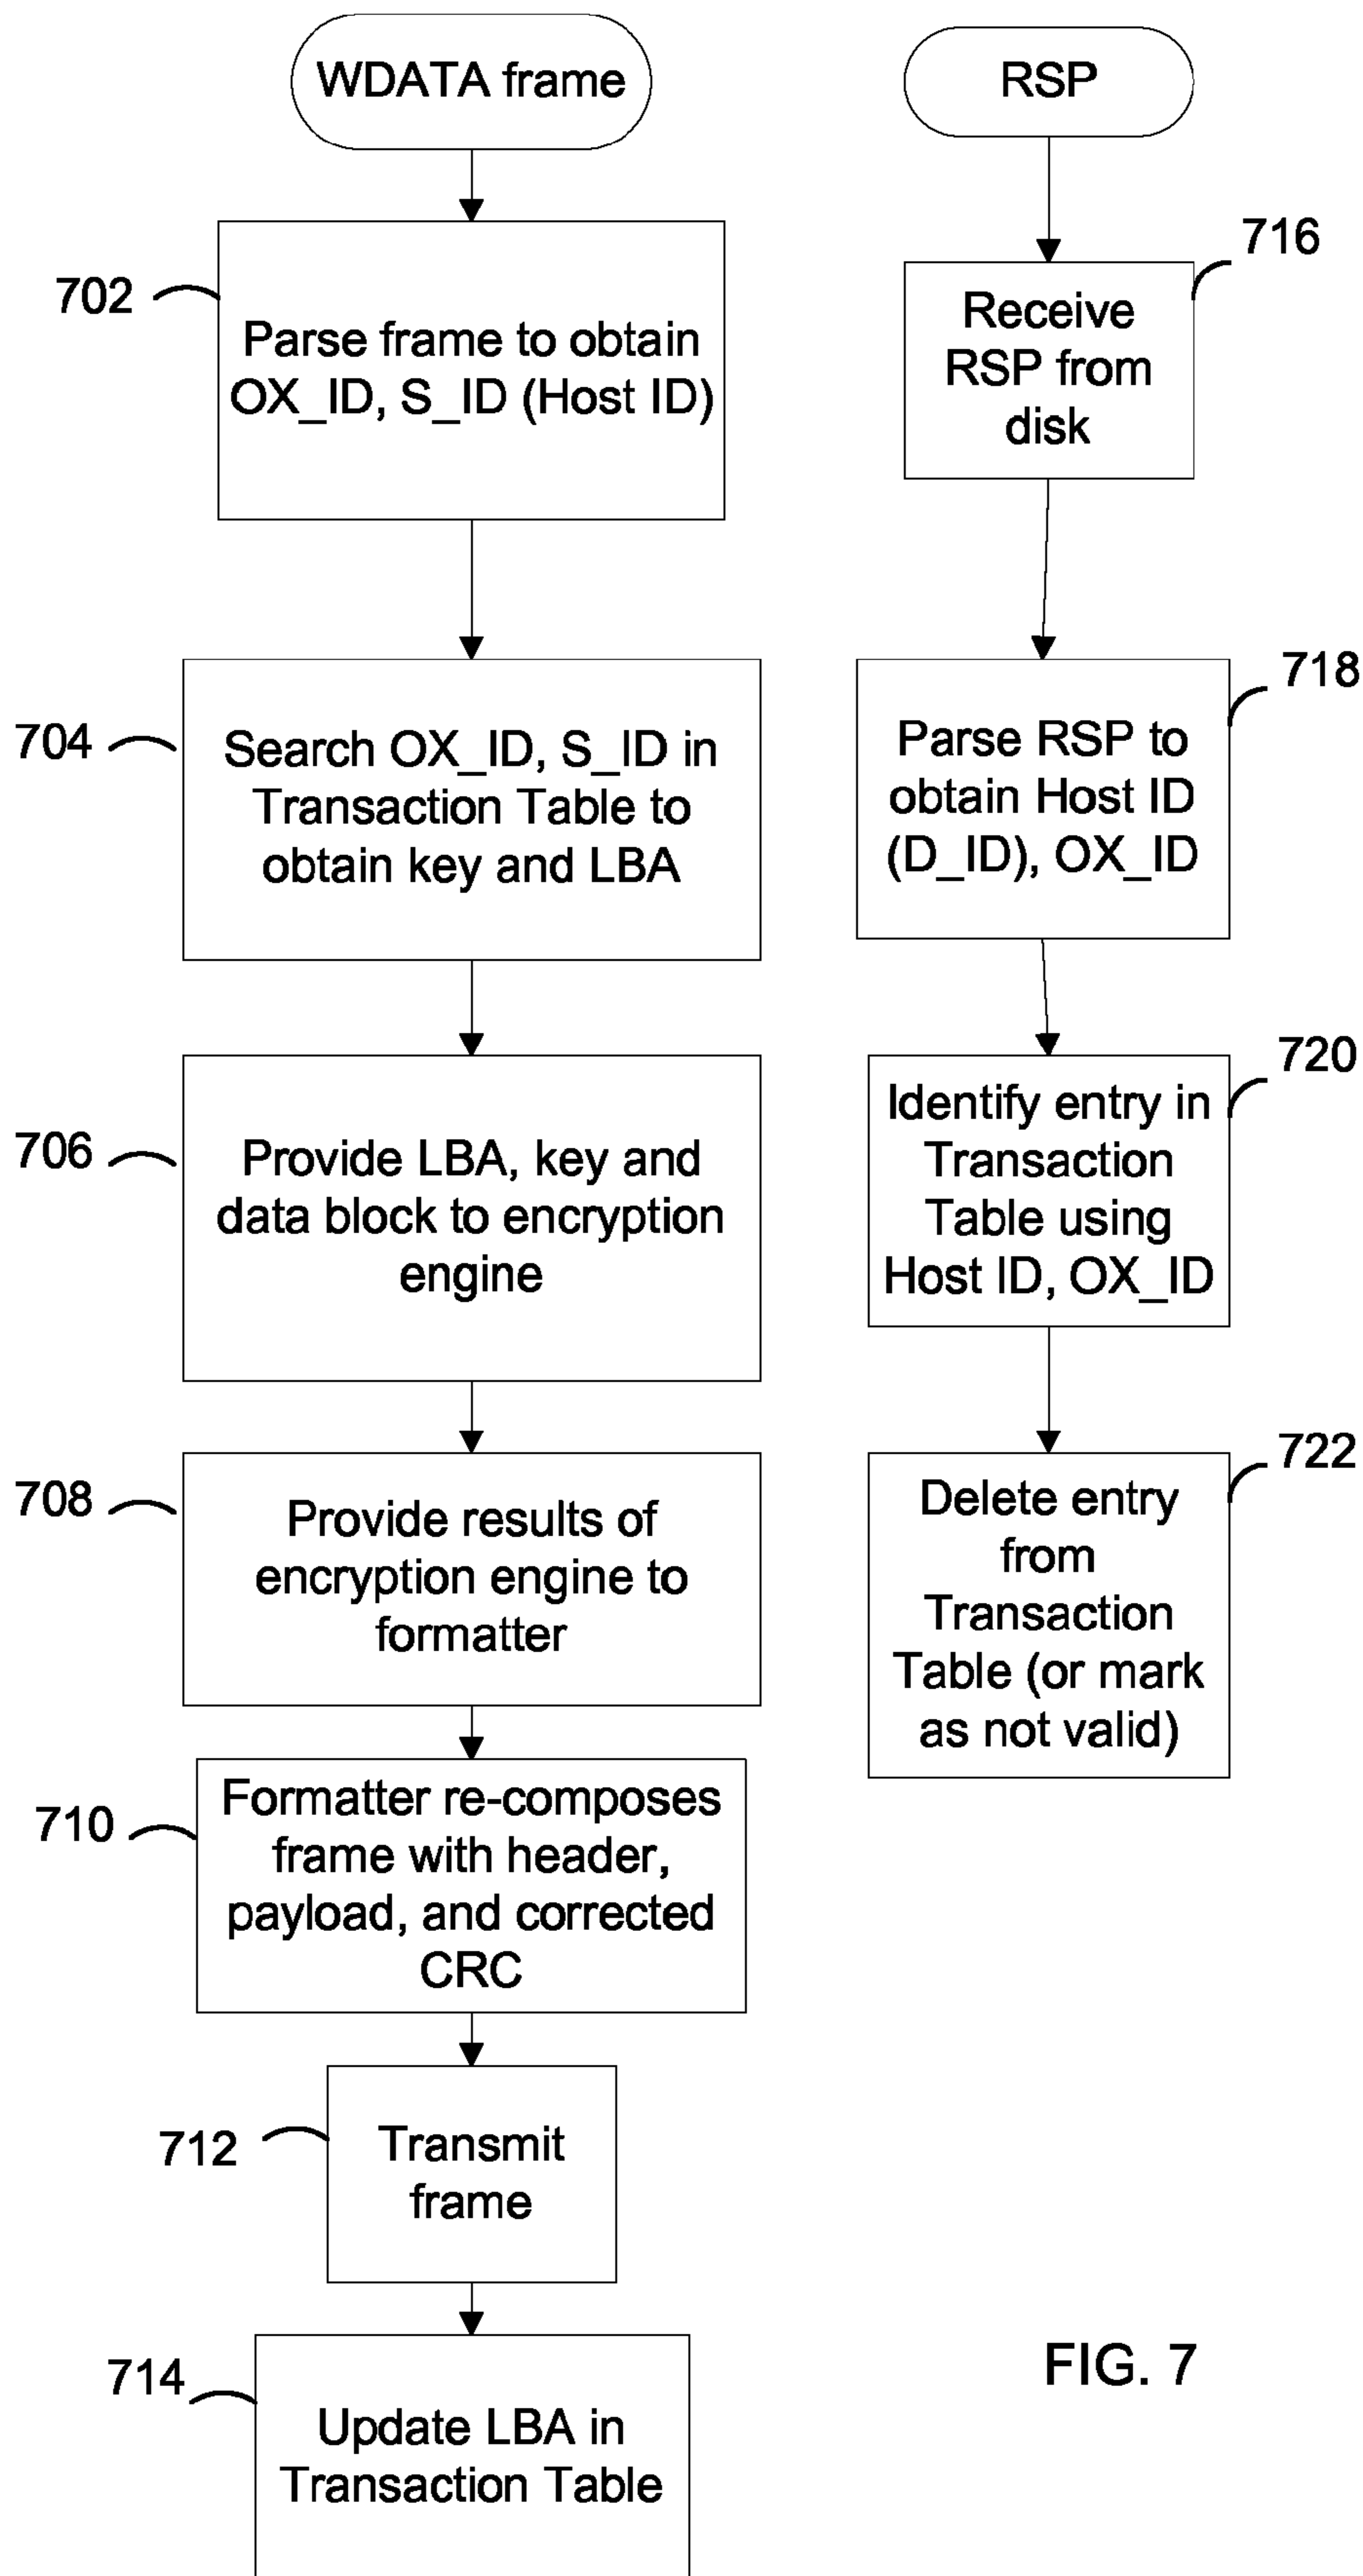 WDATA frame
702
Parse frame to obtain
OX_ID, S_ID (Host ID)
704
Search OX_ID, S_ID in
Transaction Table to
obtain key and LBA
706
Provide LBA, key and
data block to encryption
engine
708
Provide results of
encryption engine to
formatter
710
Formatter re-composes
frame with header,
payload, and corrected
CRC
712
Transmit
frame
714
Update LBA in
Transaction Table
RSP
716
Receive
RSP from
disk
718
Parse RSP to
obtain Host ID
(D_ID), OX_ID
720
Identify entry in
Transaction
Table using
Host ID, OX_ID
722
Delete entry
from
Transaction
Table (or mark
as not valid)
FIG. 7